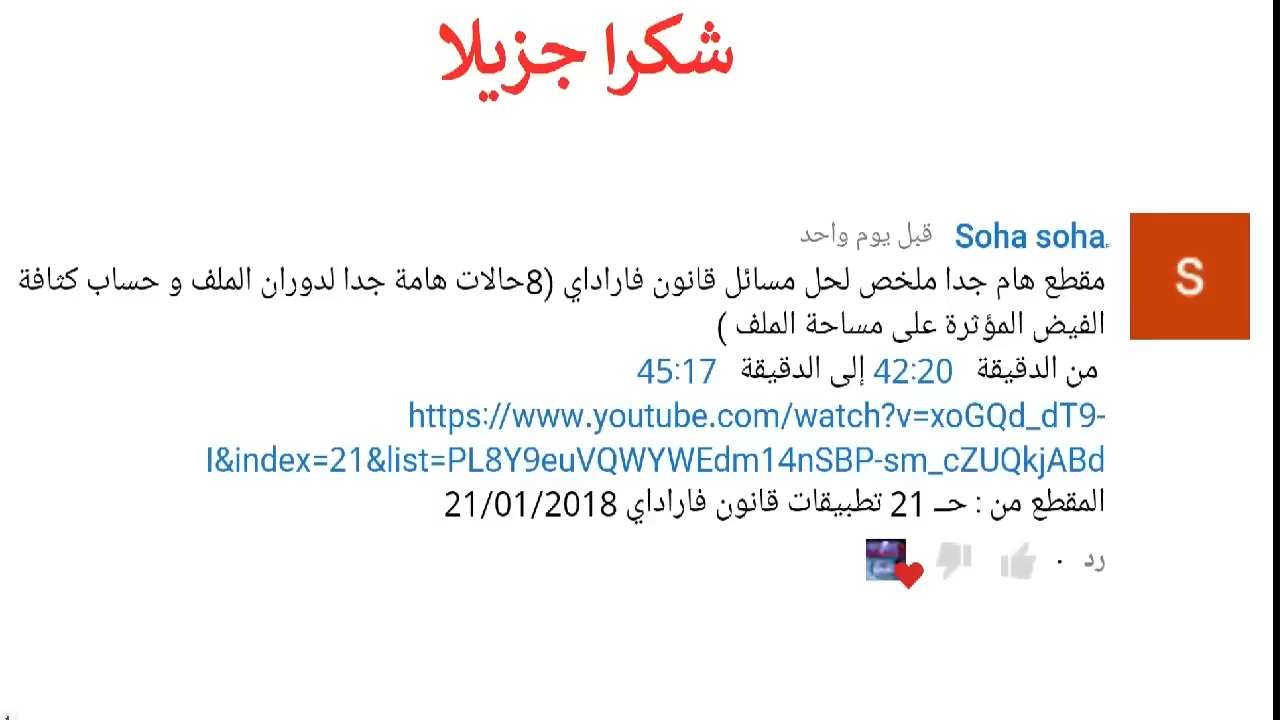 شكرا جزيلا
Soha soha قبل يوم واحد
مقطع هام جدا ملخص لحل مسائل قانون فاراداي (8حالات هامة جدا لدوران الملف و حساب كثافة
الفيض المؤثرة على مساحة الملف )
من الدقيقة 42:20 إلى الدقيقة 45:17
https://www.youtube.com/watch?v=xoGQd_dT9-
I&index=21&list=PL8Y9euVQWYWEdm14nSBP-sm_cZUQkjABd
المقطع من : حــ 21 تطبيقات قانون فاراداي 21/01/2018
رد ·
S